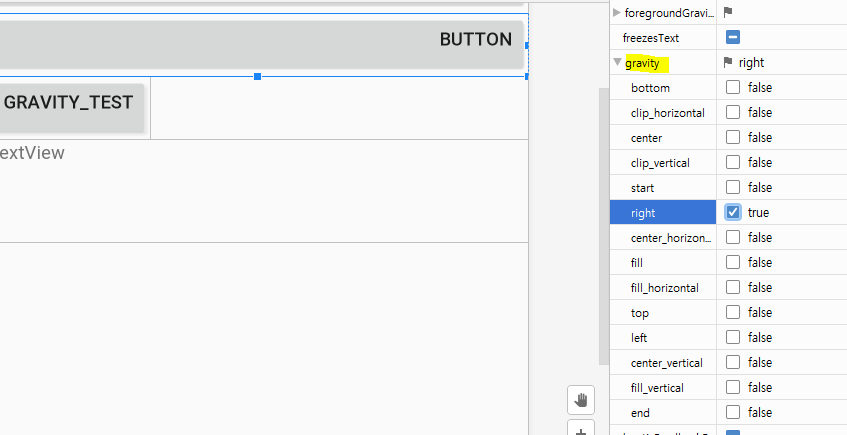 BUTTON
GRAVITY_TEST
extView
foregroundGravi...
freezesText
gravity right
bottom false
clip_horizontal false
center false
clip_vertical false
start false
right true
center_horizon... false
fill false
fill_horizontal false
top false
left false
center_vertical false
fill_vertical false
end false